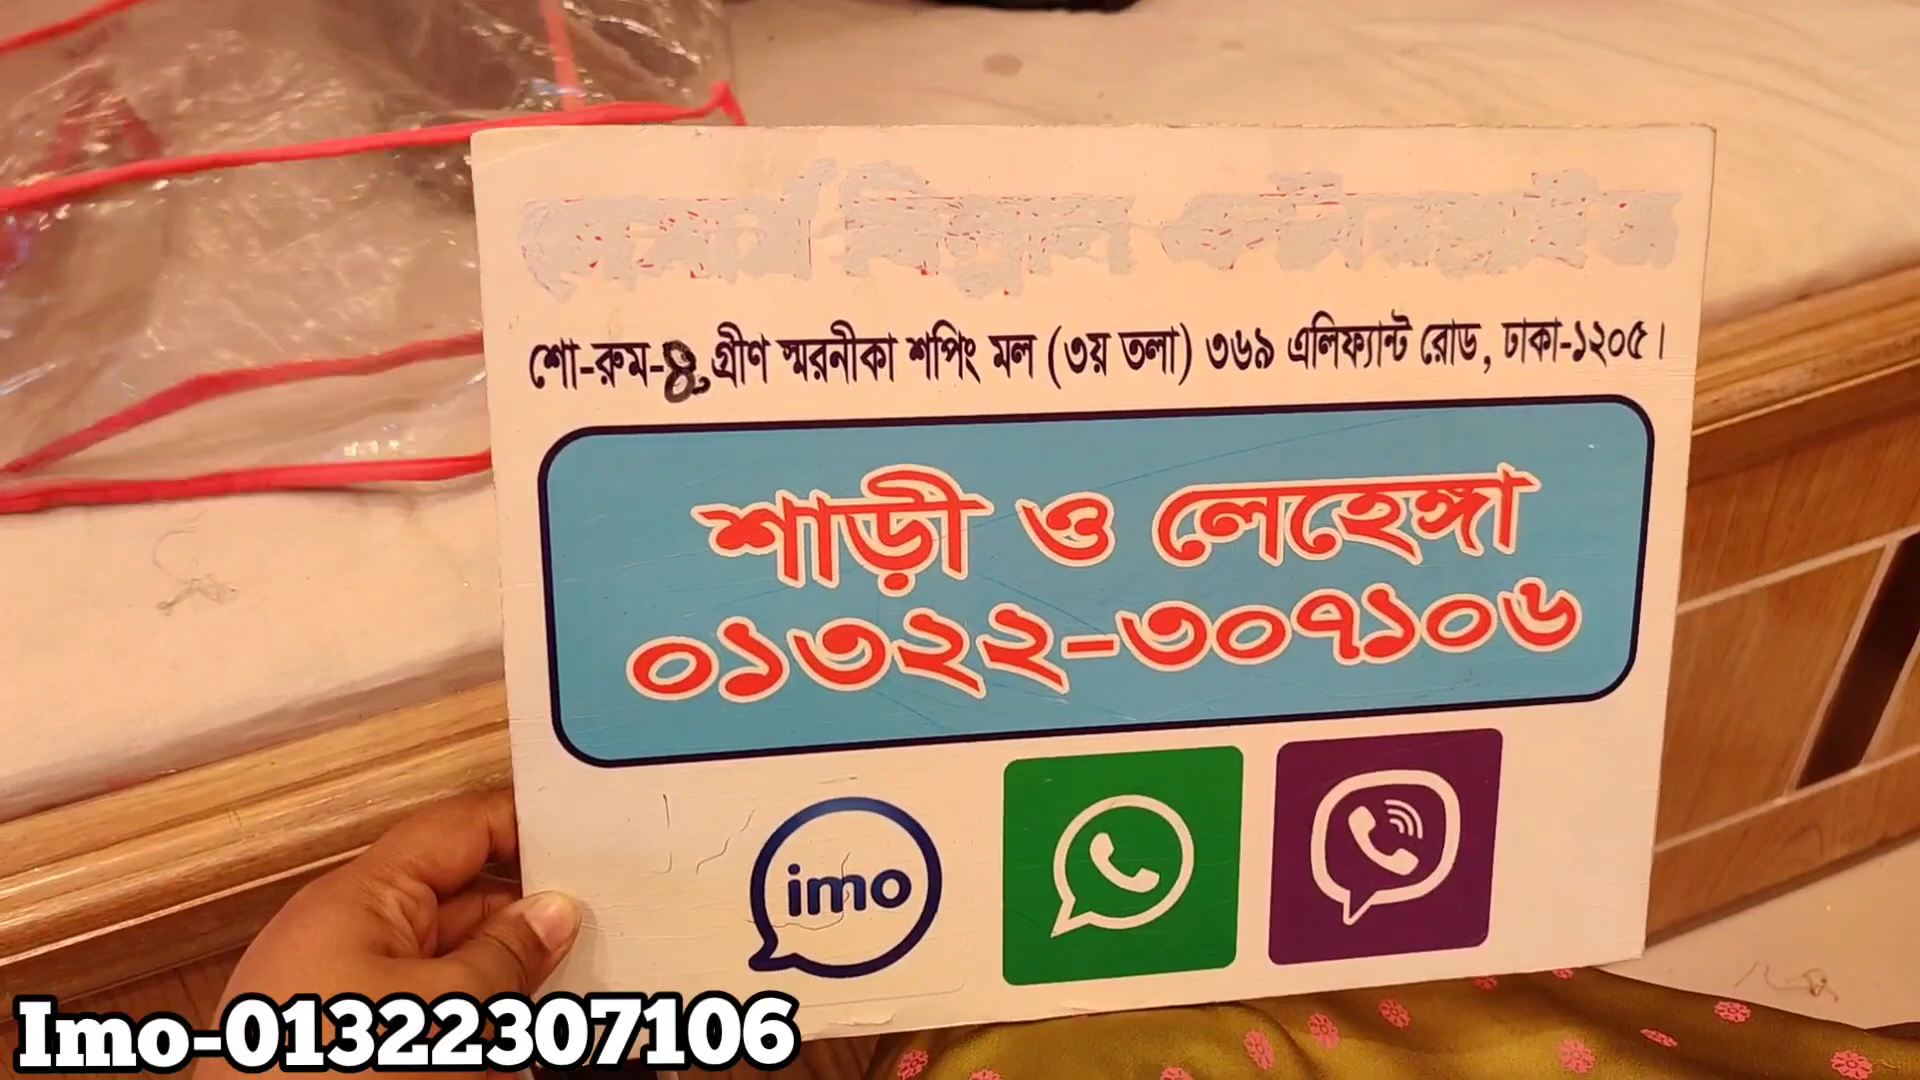 শো-রুম-৪, গ্রীণ স্মরনীকা শপিং মল (৩য় তলা) ৩৬৯ এলিফ্যান্ট রোড, ঢাকা-১২০৫।
শাড়ী ও লেহেঙ্গা
০১৩২২-৩০৭১০৬
imo
Imo-01322307106